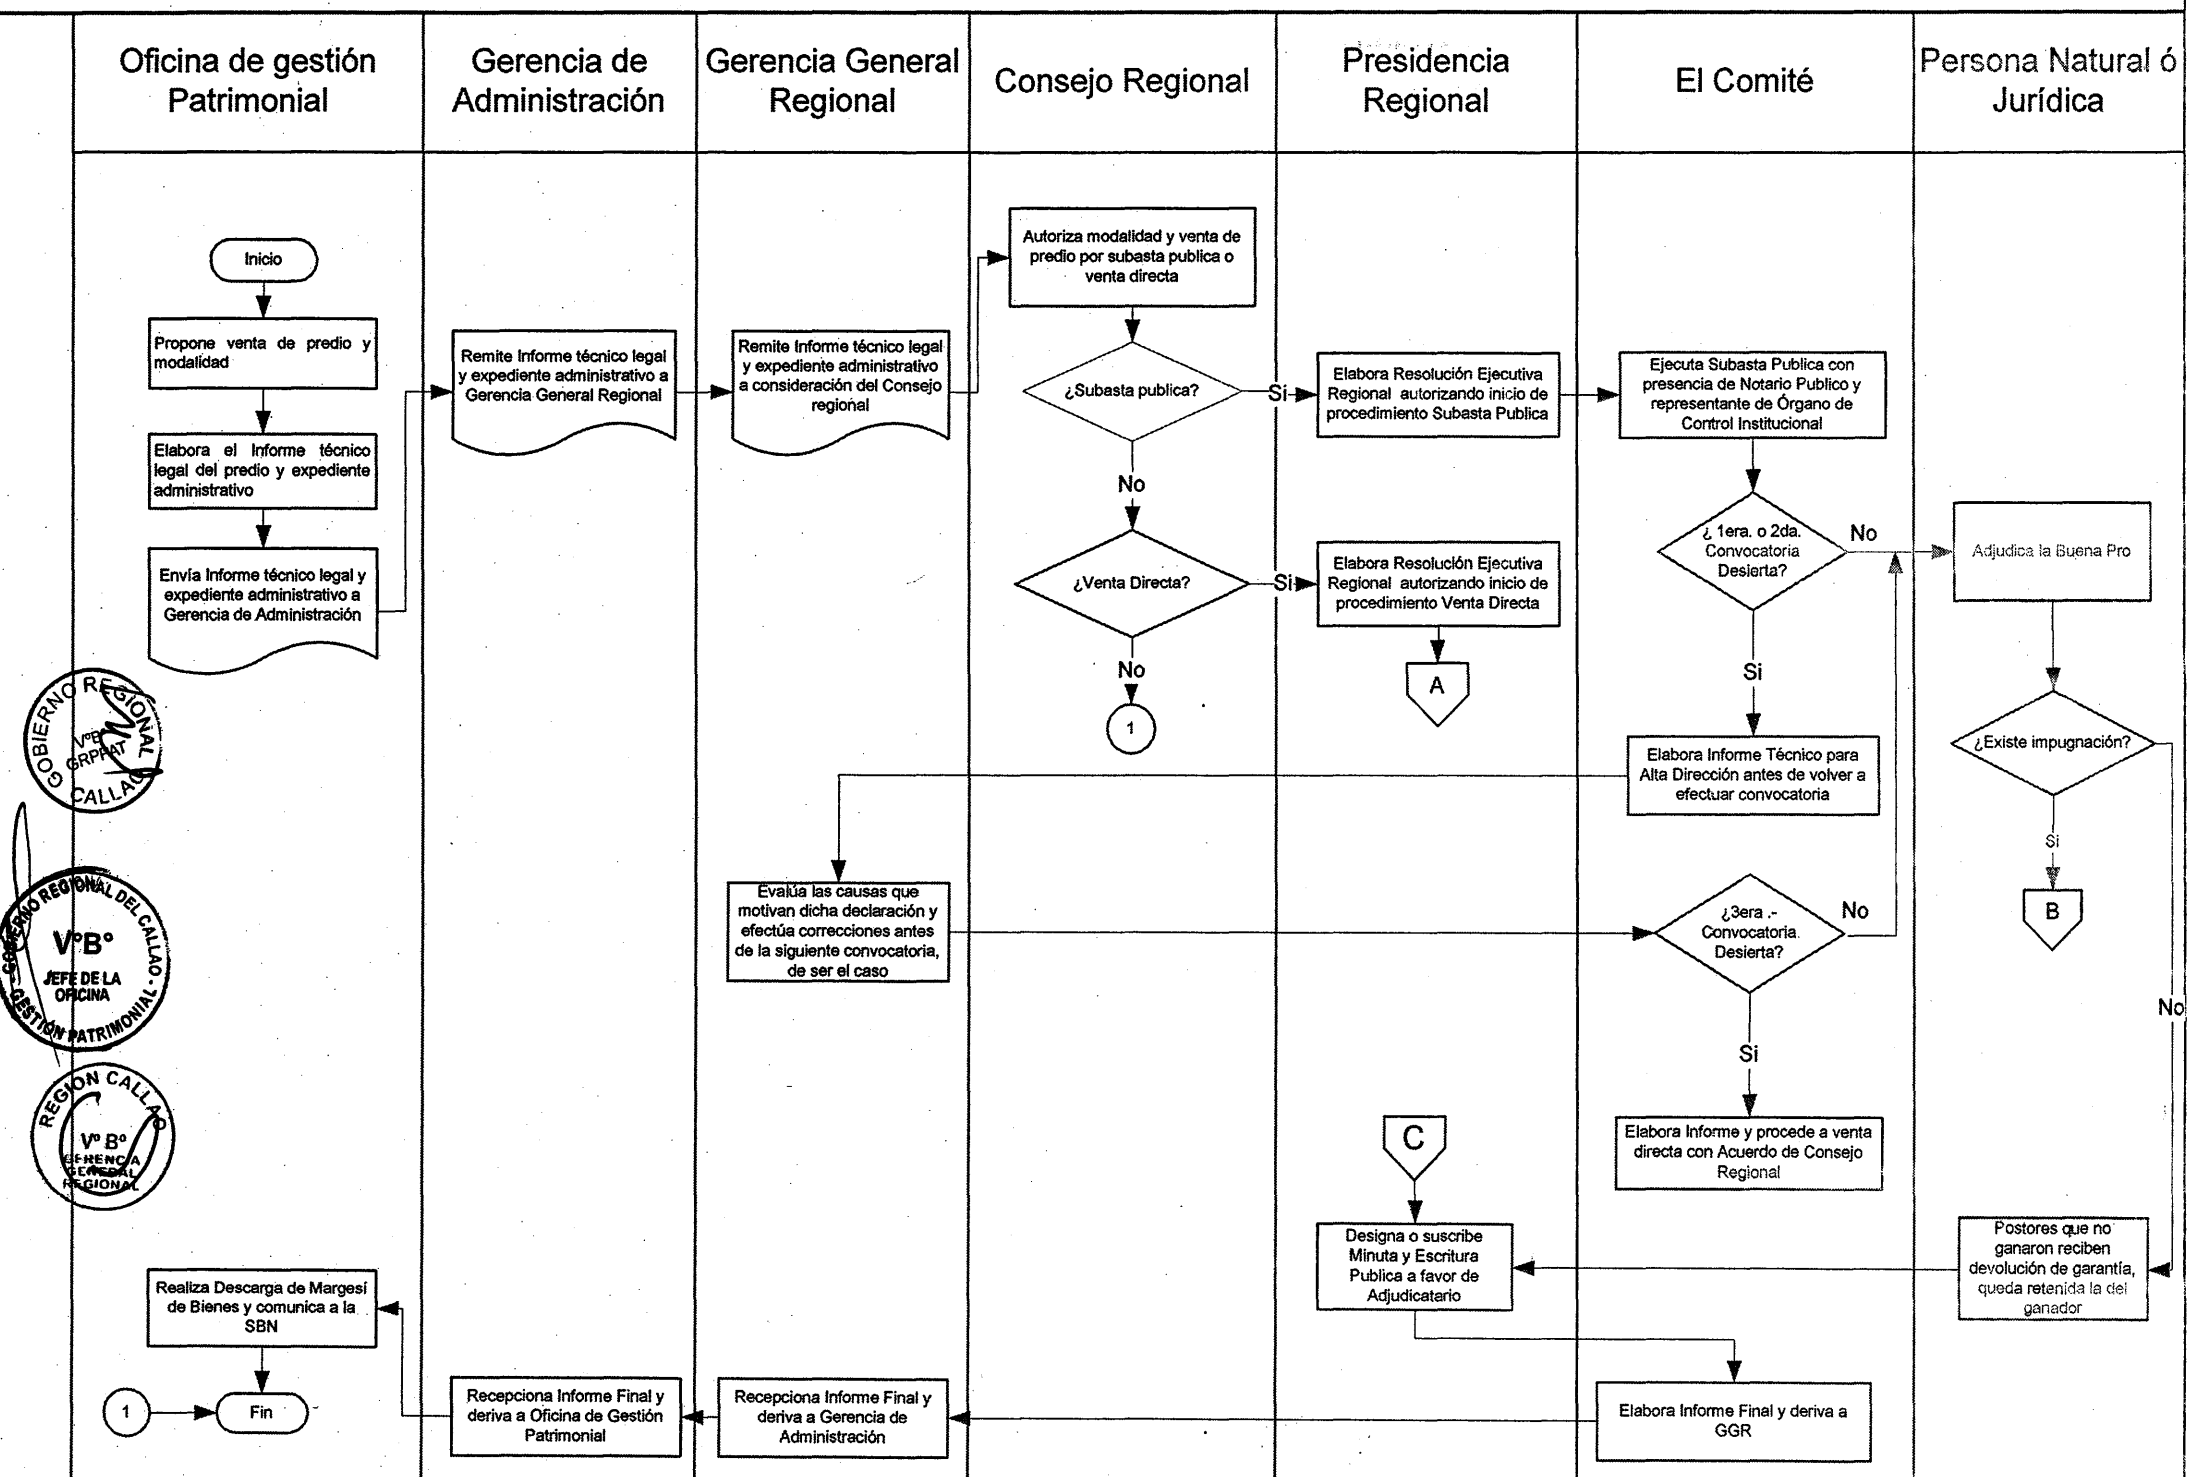 Oficina de gestión
Patrimonial
Gerencia de
Administración
Gerencia General
Regional
Consejo Regional
Presidencia
Regional
El Comité
Persona Natural ó
Jurídica
Inicio
Propone venta de predio y
modalidad
Elabora el Informe técnico
legal del predio y expediente
administrativo
Envía Informe técnico legal y
expediente administrativo a
Gerencia de Administración
Remite Informe técnico legal
y expediente administrativo a
Gerencia General Regional
Remite Informe técnico legal
y expediente administrativo
a consideración del Consejo
regional
Autoriza modalidad y venta de
predio por subasta publica o
venta directa
¿Subasta publica?
Si
No
¿Venta Directa?
Si
No
1
Elabora Resolución Ejecutiva
Regional autorizando inicio de
procedimiento Subasta Publica
Elabora Resolución Ejecutiva
Regional autorizando inicio de
procedimiento Venta Directa
A
Ejecuta Subasta Publica con
presencia de Notario Publico y
representante de Órgano de
Control Institucional
¿ 1era. o 2da.
Convocatoria
Desierta?
No
Si
Elabora Informe Técnico para
Alta Dirección antes de volver a
efectuar convocatoria
Adjudica la Buena Pro
¿Existe impugnación?
Si
B
No
Evalúa las causas que
motivan dicha declaración y
efectúa correcciones antes
de la siguiente convocatoria,
de ser el caso
¿3era .-
Convocatoria.
Desierta?
No
Si
Elabora Informe y procede a venta
directa con Acuerdo de Consejo
Regional
C
Designa o suscribe
Minuta y Escritura
Publica a favor de
Adjudicatario
Postores que no
ganaron reciben
devolución de garantía,
queda retenida la del
ganador
Elabora Informe Final y deriva a
GGR
Recepciona Informe Final y
deriva a Gerencia de
Administración
Recepciona Informe Final y
deriva a Oficina de Gestión
Patrimonial
Realiza Descarga de Margesí
de Bienes y comunica a la
SBN
1
Fin
GOBIERNO REGIONAL
V°B°
GRPPAT
CALLAO
GOBIERNO REGIONAL DEL CALLAO
V°B°
JEFE DE LA
OFICINA
GESTIÓN PATRIMONIAL
REGION CALLAO
V° B°
GERENCIA
GENERAL
REGIONAL